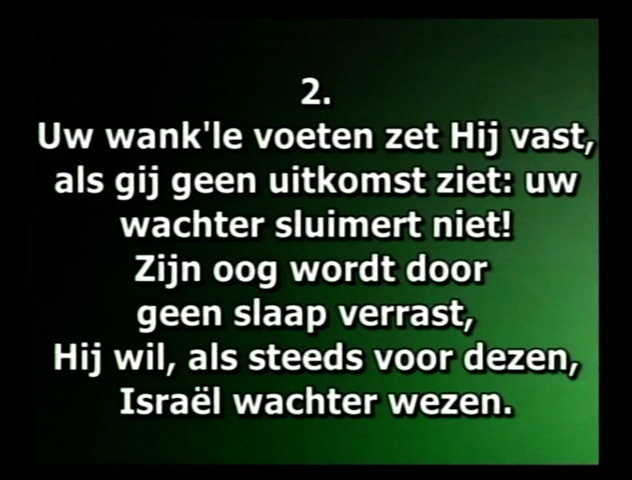 2.
Uw wank'le voeten zet Hij vast,
als gij geen uitkomst ziet: uw
wachter sluimert niet!
Zijn oog wordt door
geen slaap verrast,
Hij wil, als steeds voor dezen,
Israël wachter wezen.